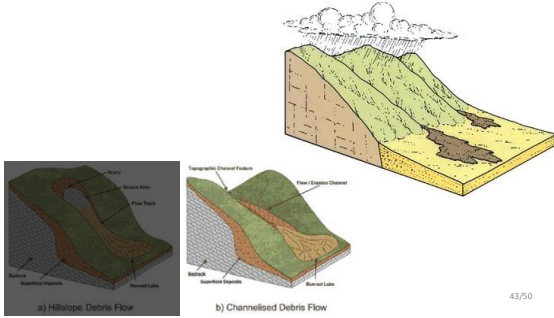 Scarp
Source Area
Flow Track
Bedrock
Superficial Deposits
Run-out Lobe
a) Hillslope Debris Flow
Topographic Channel Feature
Flow / Erosion Channel
Bedrock
Superficial Deposits
Run-out Lobe
b) Channelised Debris Flow
43/50